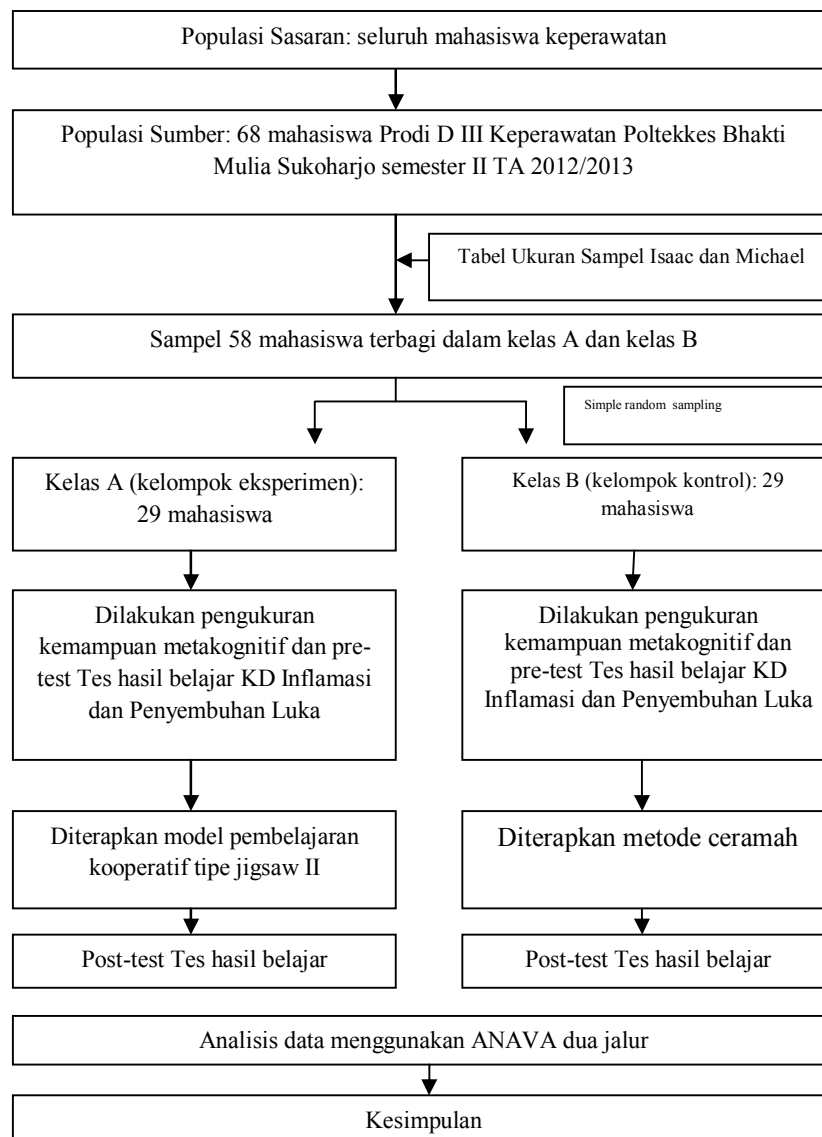 Populasi Sasaran: seluruh mahasiswa keperawatan
Populasi Sumber: 68 mahasiswa Prodi D III Keperawatan Poltekkes Bhakti
Mulia Sukoharjo semester II TA 2012/2013
Tabel Ukuran Sampel Isaac dan Michael
Sampel 58 mahasiswa terbagi dalam kelas A dan kelas B
Simple random sampling
Kelas A (kelompok eksperimen):
29 mahasiswa
Kelas B (kelompok kontrol): 29
mahasiswa
Dilakukan pengukuran
kemampuan metakognitif dan pre-
test Tes hasil belajar KD Inflamasi
dan Penyembuhan Luka
Dilakukan pengukuran
kemampuan metakognitif dan
pre-test Tes hasil belajar KD
Inflamasi dan Penyembuhan Luka
Diterapkan model pembelajaran
kooperatif tipe jigsaw II
Diterapkan metode ceramah
Post-test Tes hasil belajar
Post-test Tes hasil belajar
Analisis data menggunakan ANAVA dua jalur
Kesimpulan